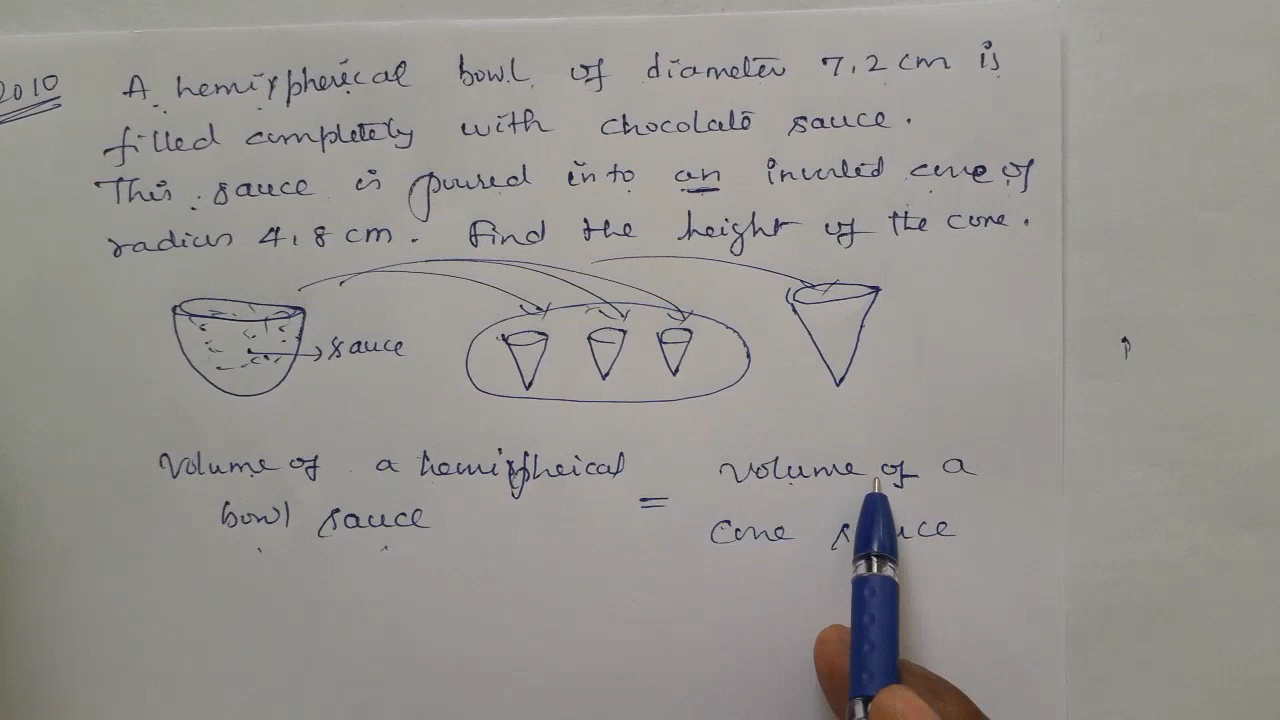 2010
A hemispherical bowl of diameter 7.2 cm is
filled completely with chocolate sauce.
This sauce is poured into an inverted cone of
radius 4.8 cm. Find the height of the cone.
sauce
Volume of a hemispheical
bowl sauce
=
Volume of a
cone sauce